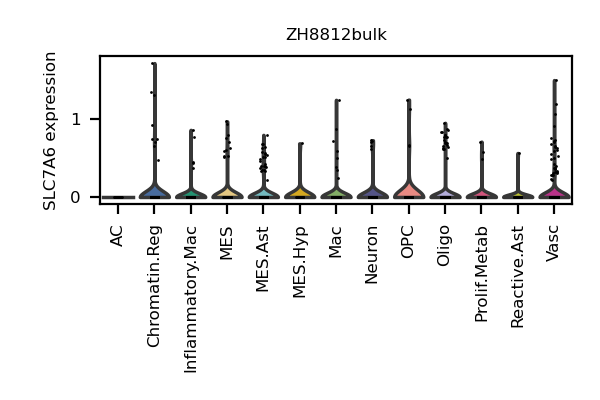 ZH8812bulk
SLC7A6 expression
1
0
AC
Chromatin.Reg
Inflammatory.Mac
MES
MES.Ast
MES.Hyp
Mac
Neuron
OPC
Oligo
Prolif.Metab
Reactive.Ast
Vasc